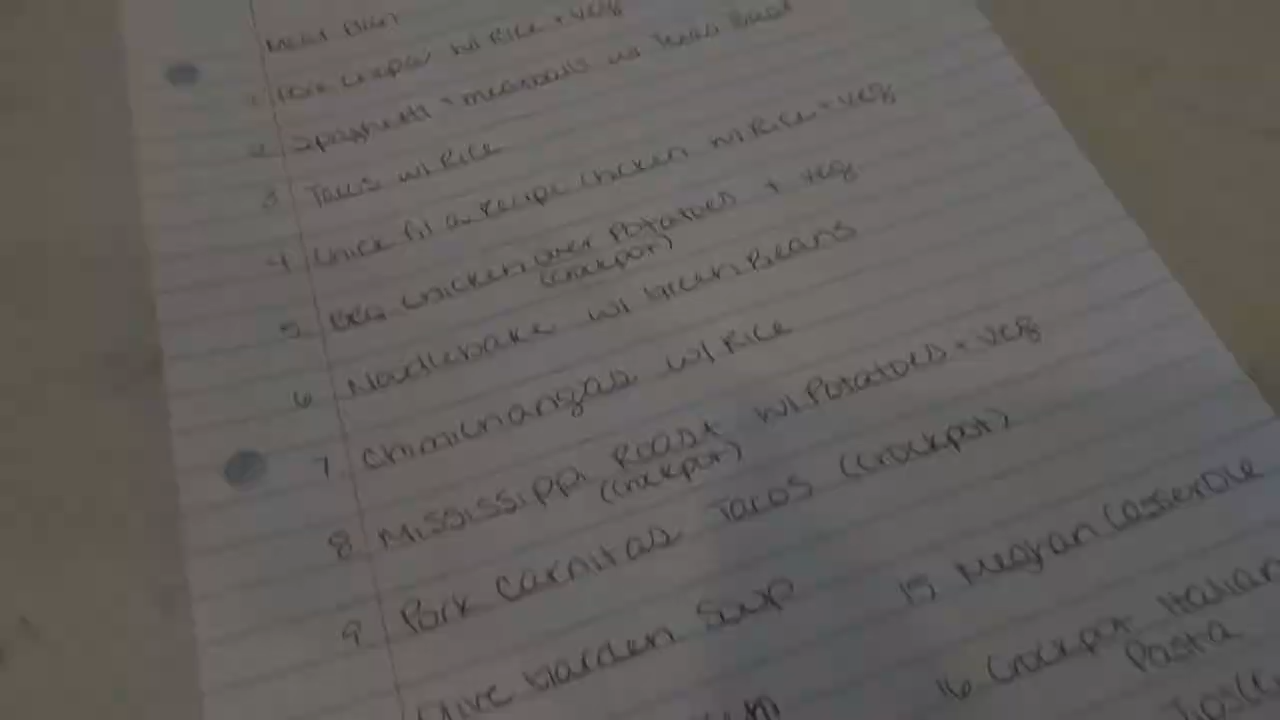 Meal Plan
1 Pork chops w/ Rice + veg
2 Spaghetti + meatballs w/ Texas toast
3 Tacos w/ Rice
4 Chick fil a recipe chicken w/ Rice + veg
5 BBQ chicken over Potatoes + veg
(crockpot)
6 Noodlebake w/ Green Beans
7 Chimichangas w/ Rice
8 Mississippi Roast w/ Potatoes + veg
(crockpot)
9 Pork Carnitas Tacos (crockpot)
Olive Garden Soup
15 Mexican Casserole
16 Crockpot Italian
Pasta
Tips